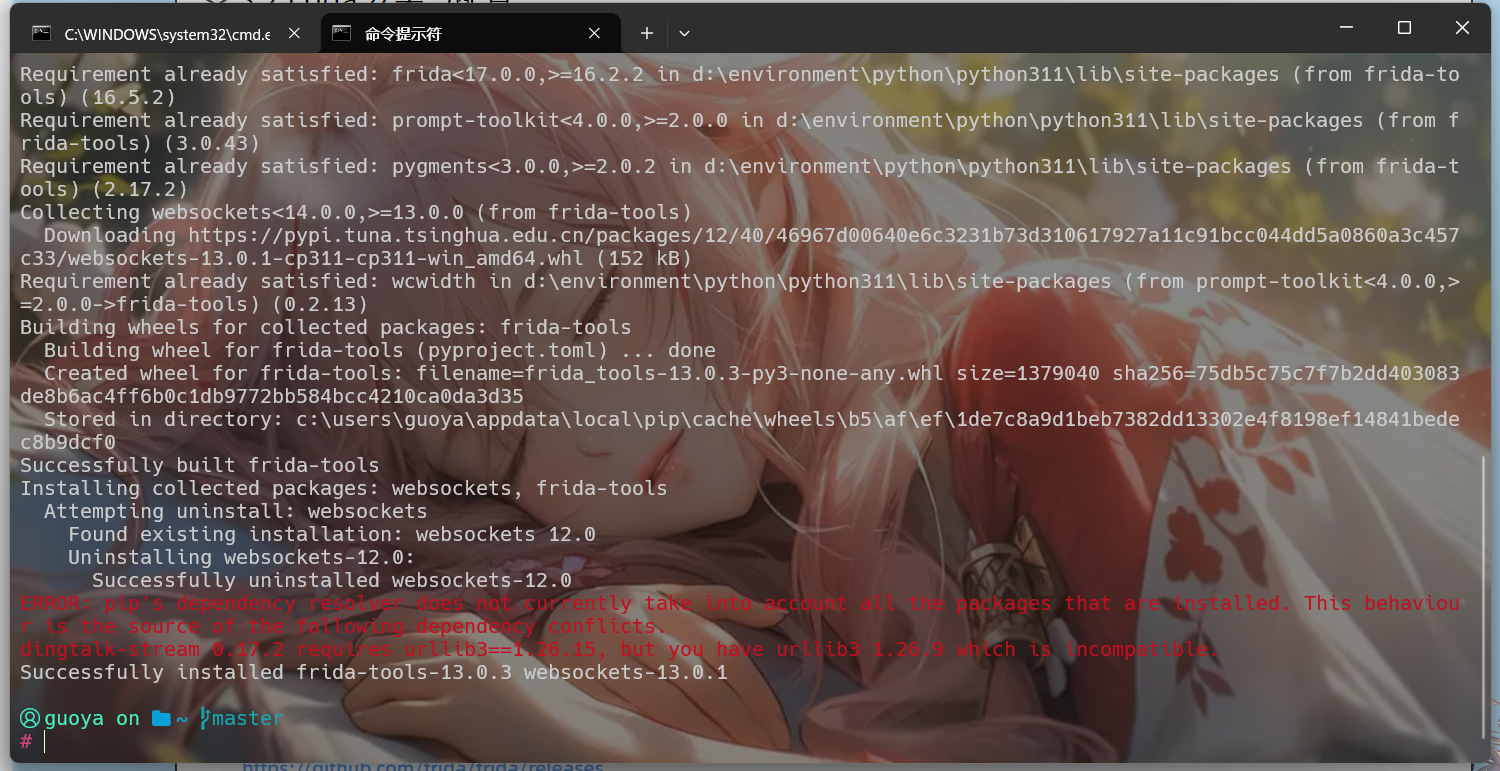 C:\WINDOWS\system32\cmd.e
命令提示符
Requirement already satisfied: frida<17.0.0,>=16.2.2 in d:\environment\python\python311\lib\site-packages (from frida-to
ols) (16.5.2)
Requirement already satisfied: prompt-toolkit<4.0.0,>=2.0.0 in d:\environment\python\python311\lib\site-packages (from f
rida-tools) (3.0.43)
Requirement already satisfied: pygments<3.0.0,>=2.0.2 in d:\environment\python\python311\lib\site-packages (from frida-t
ools) (2.17.2)
Collecting websockets<14.0.0,>=13.0.0 (from frida-tools)
Downloading https://pypi.tuna.tsinghua.edu.cn/packages/12/40/46967d00640e6c3231b73d310617927a11c91bcc044dd5a0860a3c457
c33/websockets-13.0.1-cp311-cp311-win_amd64.whl (152 kB)
Requirement already satisfied: wcwidth in d:\environment\python\python311\lib\site-packages (from prompt-toolkit<4.0.0,>
=2.0.0->frida-tools) (0.2.13)
Building wheels for collected packages: frida-tools
Building wheel for frida-tools (pyproject.toml) ... done
Created wheel for frida-tools: filename=frida_tools-13.0.3-py3-none-any.whl size=1379040 sha256=75db5c75c7f7b2dd403083
de8b6ac4ff6b0c1db9772bb584bcc4210ca0da3d35
Stored in directory: c:\users\guoya\appdata\local\pip\cache\wheels\b5\af\ef\1de7c8a9d1beb7382dd13302e4f8198ef14841bede
c8b9dcf0
Successfully built frida-tools
Installing collected packages: websockets, frida-tools
Attempting uninstall: websockets
Found existing installation: websockets 12.0
Uninstalling websockets-12.0:
Successfully uninstalled websockets-12.0
ERROR: pip's dependency resolver does not currently take into account all the packages that are installed. This behaviou
r is the source of the following dependency conflicts.
dingtalk-stream 0.17.2 requires urllib3==1.26.15, but you have urllib3 1.26.9 which is incompatible.
Successfully installed frida-tools-13.0.3 websockets-13.0.1
guoya on ~ master
#
https://github.com/frida/frida/releases